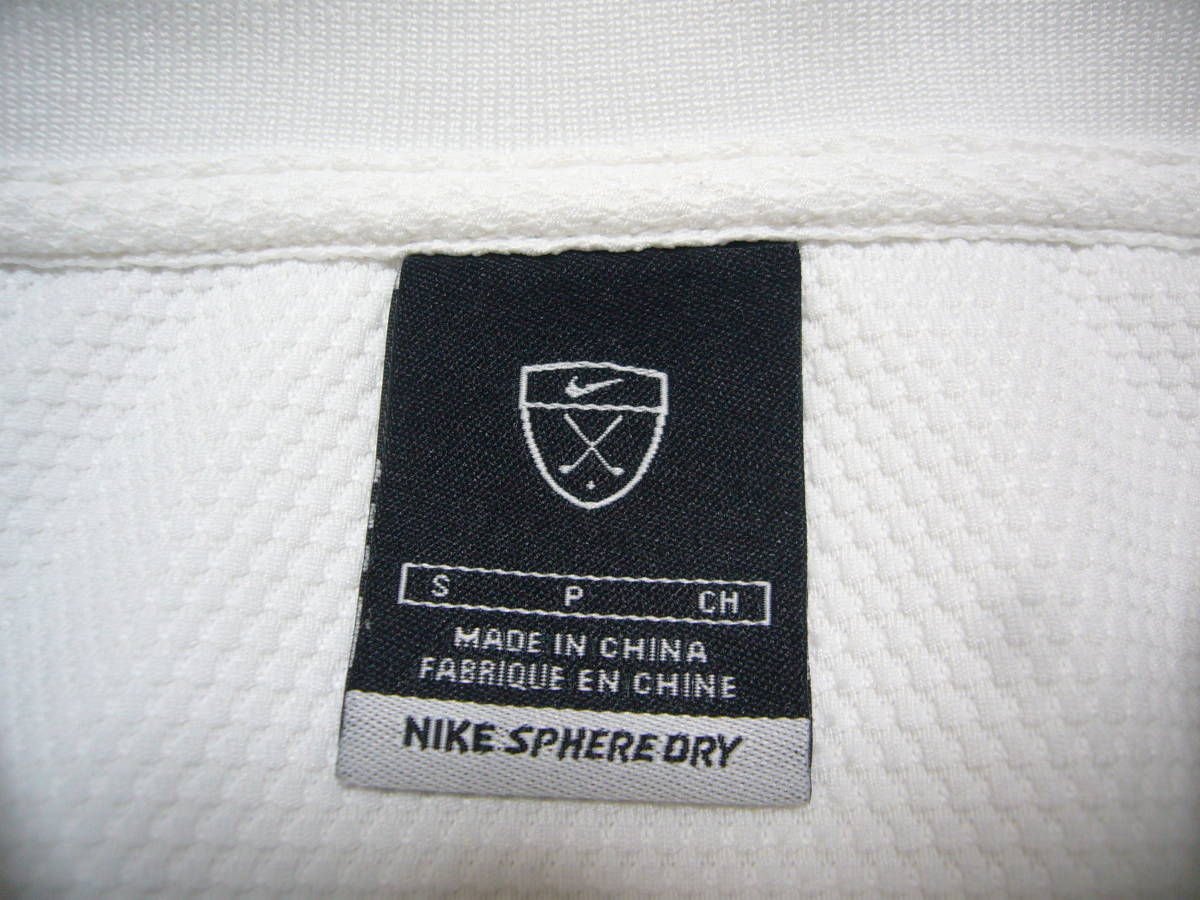 S P CH
MADE IN CHINA
FABRIQUE EN CHINE
NIKE SPHERE DRY